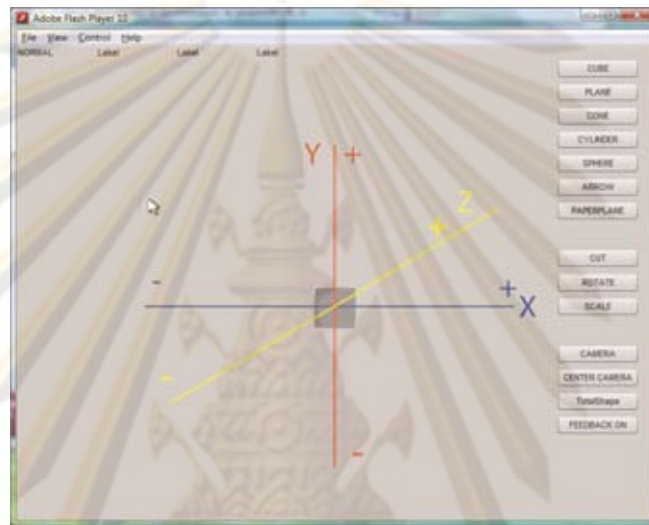 Adobe Flash Player 10
File View Control Help
NORMAL Label Label Label
CUBE
PLANE
CONE
CYLINDER
SPHERE
ARROW
PAPERPLANE
CUT
ROTATE
SCALE
CAMERA
CENTER CAMERA
TotalShape
FEEDBACK ON
Y +
Z
+
- +
X
-
-